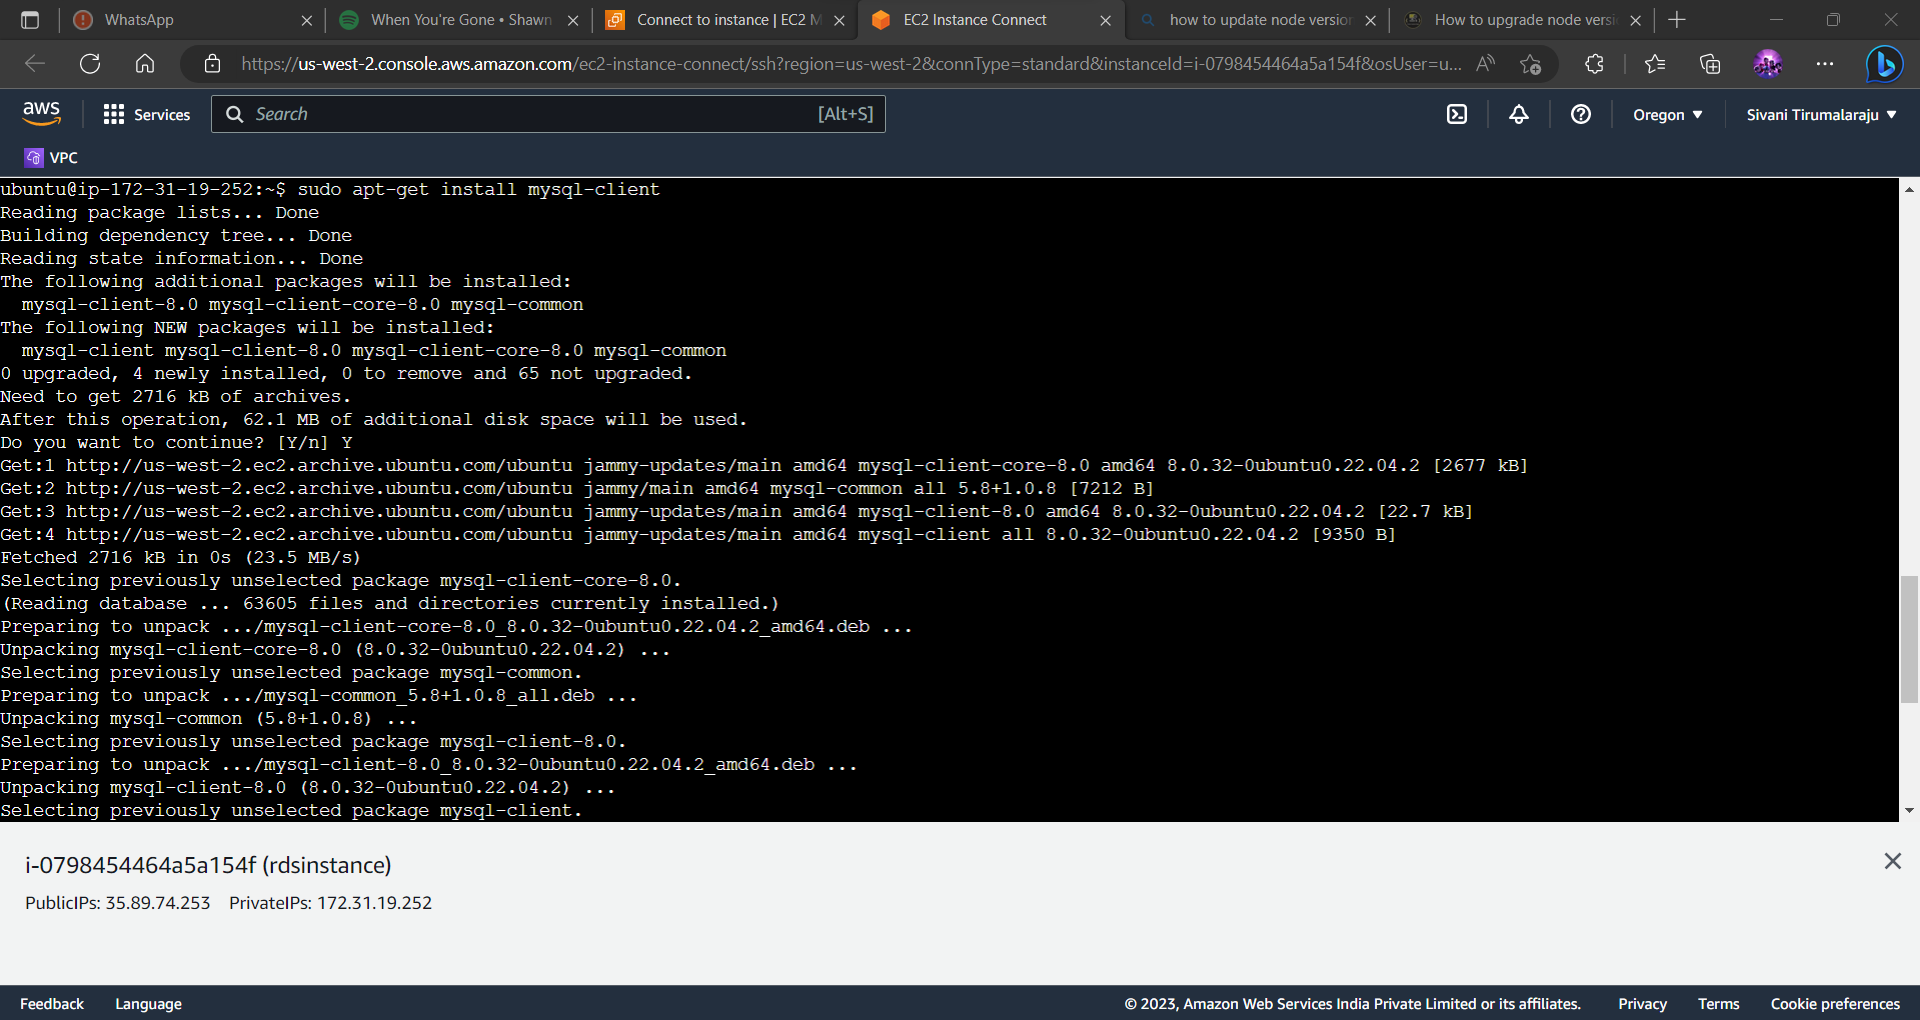 WhatsApp
When You're Gone • Shawn
Connect to instance | EC2 M
EC2 Instance Connect
how to update node version
How to upgrade node versi
https://us-west-2.console.aws.amazon.com/ec2-instance-connect/ssh?region=us-west-2&connType=standard&instanceId=i-0798454464a5a154f&osUser=u...
aws
Services
Search
[Alt+S]
Oregon
Sivani Tirumalaraju
VPC
ubuntu@ip-172-31-19-252:~$ sudo apt-get install mysql-client
Reading package lists... Done
Building dependency tree... Done
Reading state information... Done
The following additional packages will be installed:
mysql-client-8.0 mysql-client-core-8.0 mysql-common
The following NEW packages will be installed:
mysql-client mysql-client-8.0 mysql-client-core-8.0 mysql-common
0 upgraded, 4 newly installed, 0 to remove and 65 not upgraded.
Need to get 2716 kB of archives.
After this operation, 62.1 MB of additional disk space will be used.
Do you want to continue? [Y/n] Y
Get:1 http://us-west-2.ec2.archive.ubuntu.com/ubuntu jammy-updates/main amd64 mysql-client-core-8.0 amd64 8.0.32-0ubuntu0.22.04.2 [2677 kB]
Get:2 http://us-west-2.ec2.archive.ubuntu.com/ubuntu jammy/main amd64 mysql-common all 5.8+1.0.8 [7212 B]
Get:3 http://us-west-2.ec2.archive.ubuntu.com/ubuntu jammy-updates/main amd64 mysql-client-8.0 amd64 8.0.32-0ubuntu0.22.04.2 [22.7 kB]
Get:4 http://us-west-2.ec2.archive.ubuntu.com/ubuntu jammy-updates/main amd64 mysql-client all 8.0.32-0ubuntu0.22.04.2 [9350 B]
Fetched 2716 kB in 0s (23.5 MB/s)
Selecting previously unselected package mysql-client-core-8.0.
(Reading database ... 63605 files and directories currently installed.)
Preparing to unpack .../mysql-client-core-8.0_8.0.32-0ubuntu0.22.04.2_amd64.deb ...
Unpacking mysql-client-core-8.0 (8.0.32-0ubuntu0.22.04.2) ...
Selecting previously unselected package mysql-common.
Preparing to unpack .../mysql-common_5.8+1.0.8_all.deb ...
Unpacking mysql-common (5.8+1.0.8) ...
Selecting previously unselected package mysql-client-8.0.
Preparing to unpack .../mysql-client-8.0_8.0.32-0ubuntu0.22.04.2_amd64.deb ...
Unpacking mysql-client-8.0 (8.0.32-0ubuntu0.22.04.2) ...
Selecting previously unselected package mysql-client.
i-0798454464a5a154f (rdsinstance)
PublicIPs: 35.89.74.253 PrivateIPs: 172.31.19.252
Feedback
Language
© 2023, Amazon Web Services India Private Limited or its affiliates.
Privacy
Terms
Cookie preferences